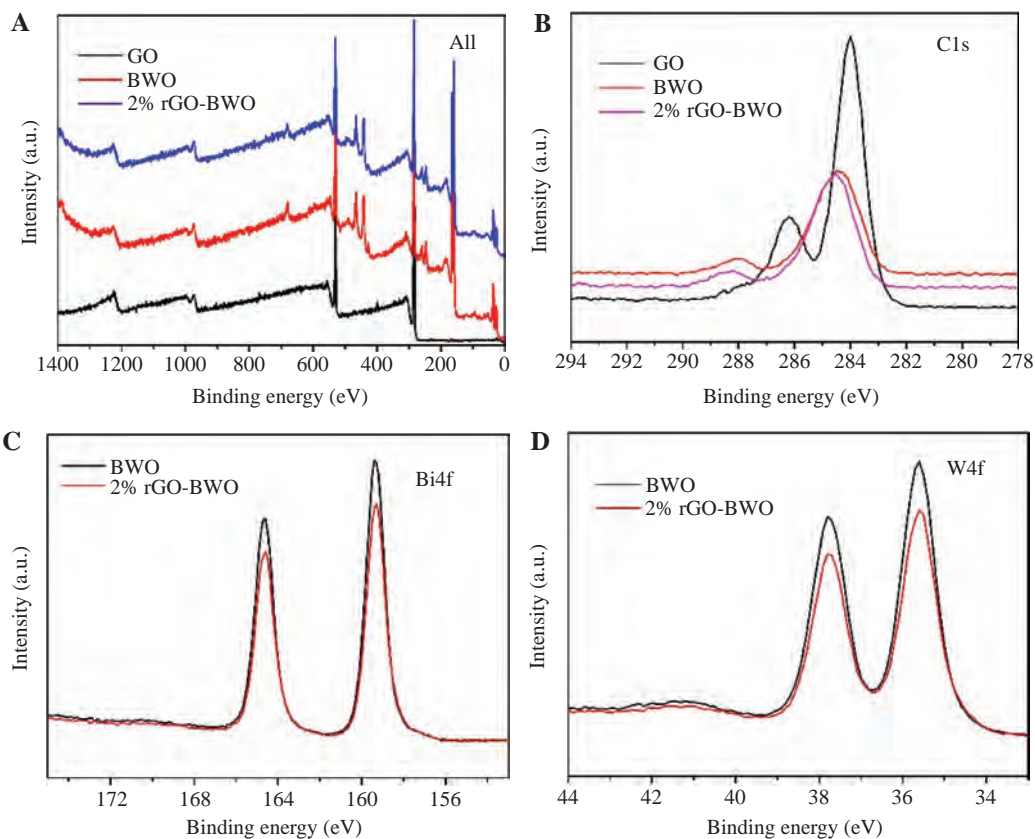 A
All
GO
BWO
2% rGO-BWO
Intensity (a.u.)
1400 1200 1000 800 600 400 200 0
Binding energy (eV)
B
C1s
GO
BWO
2% rGO-BWO
Intensity (a.u.)
294 292 290 288 286 284 282 280 278
Binding energy (eV)
C
Bi4f
BWO
2% rGO-BWO
Intensity (a.u.)
172 168 164 160 156
Binding energy (eV)
D
W4f
BWO
2% rGO-BWO
Intensity (a.u.)
44 42 40 38 36 34
Binding energy (eV)